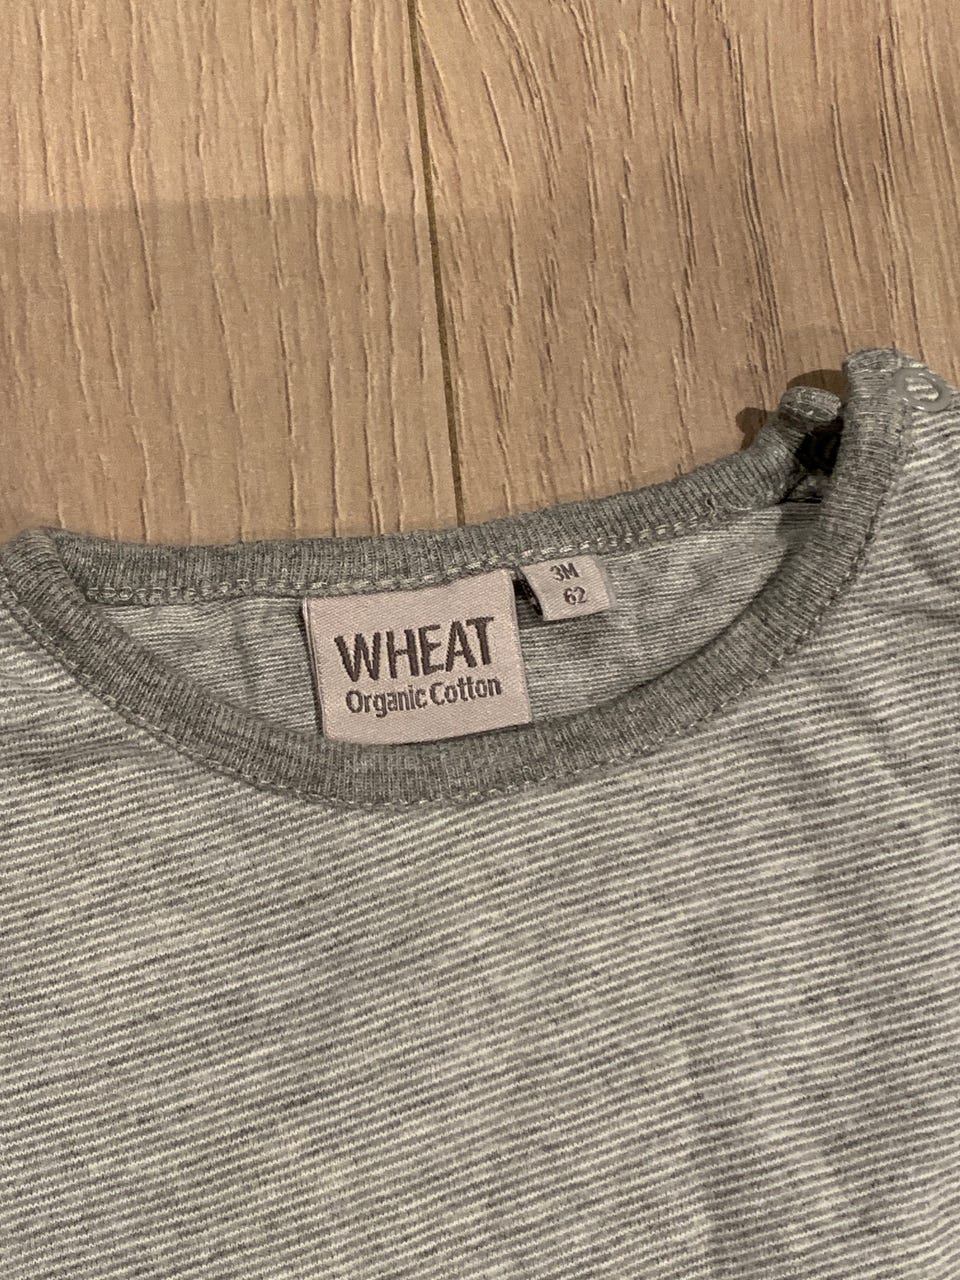 WHEAT
Organic Cotton
3M
62